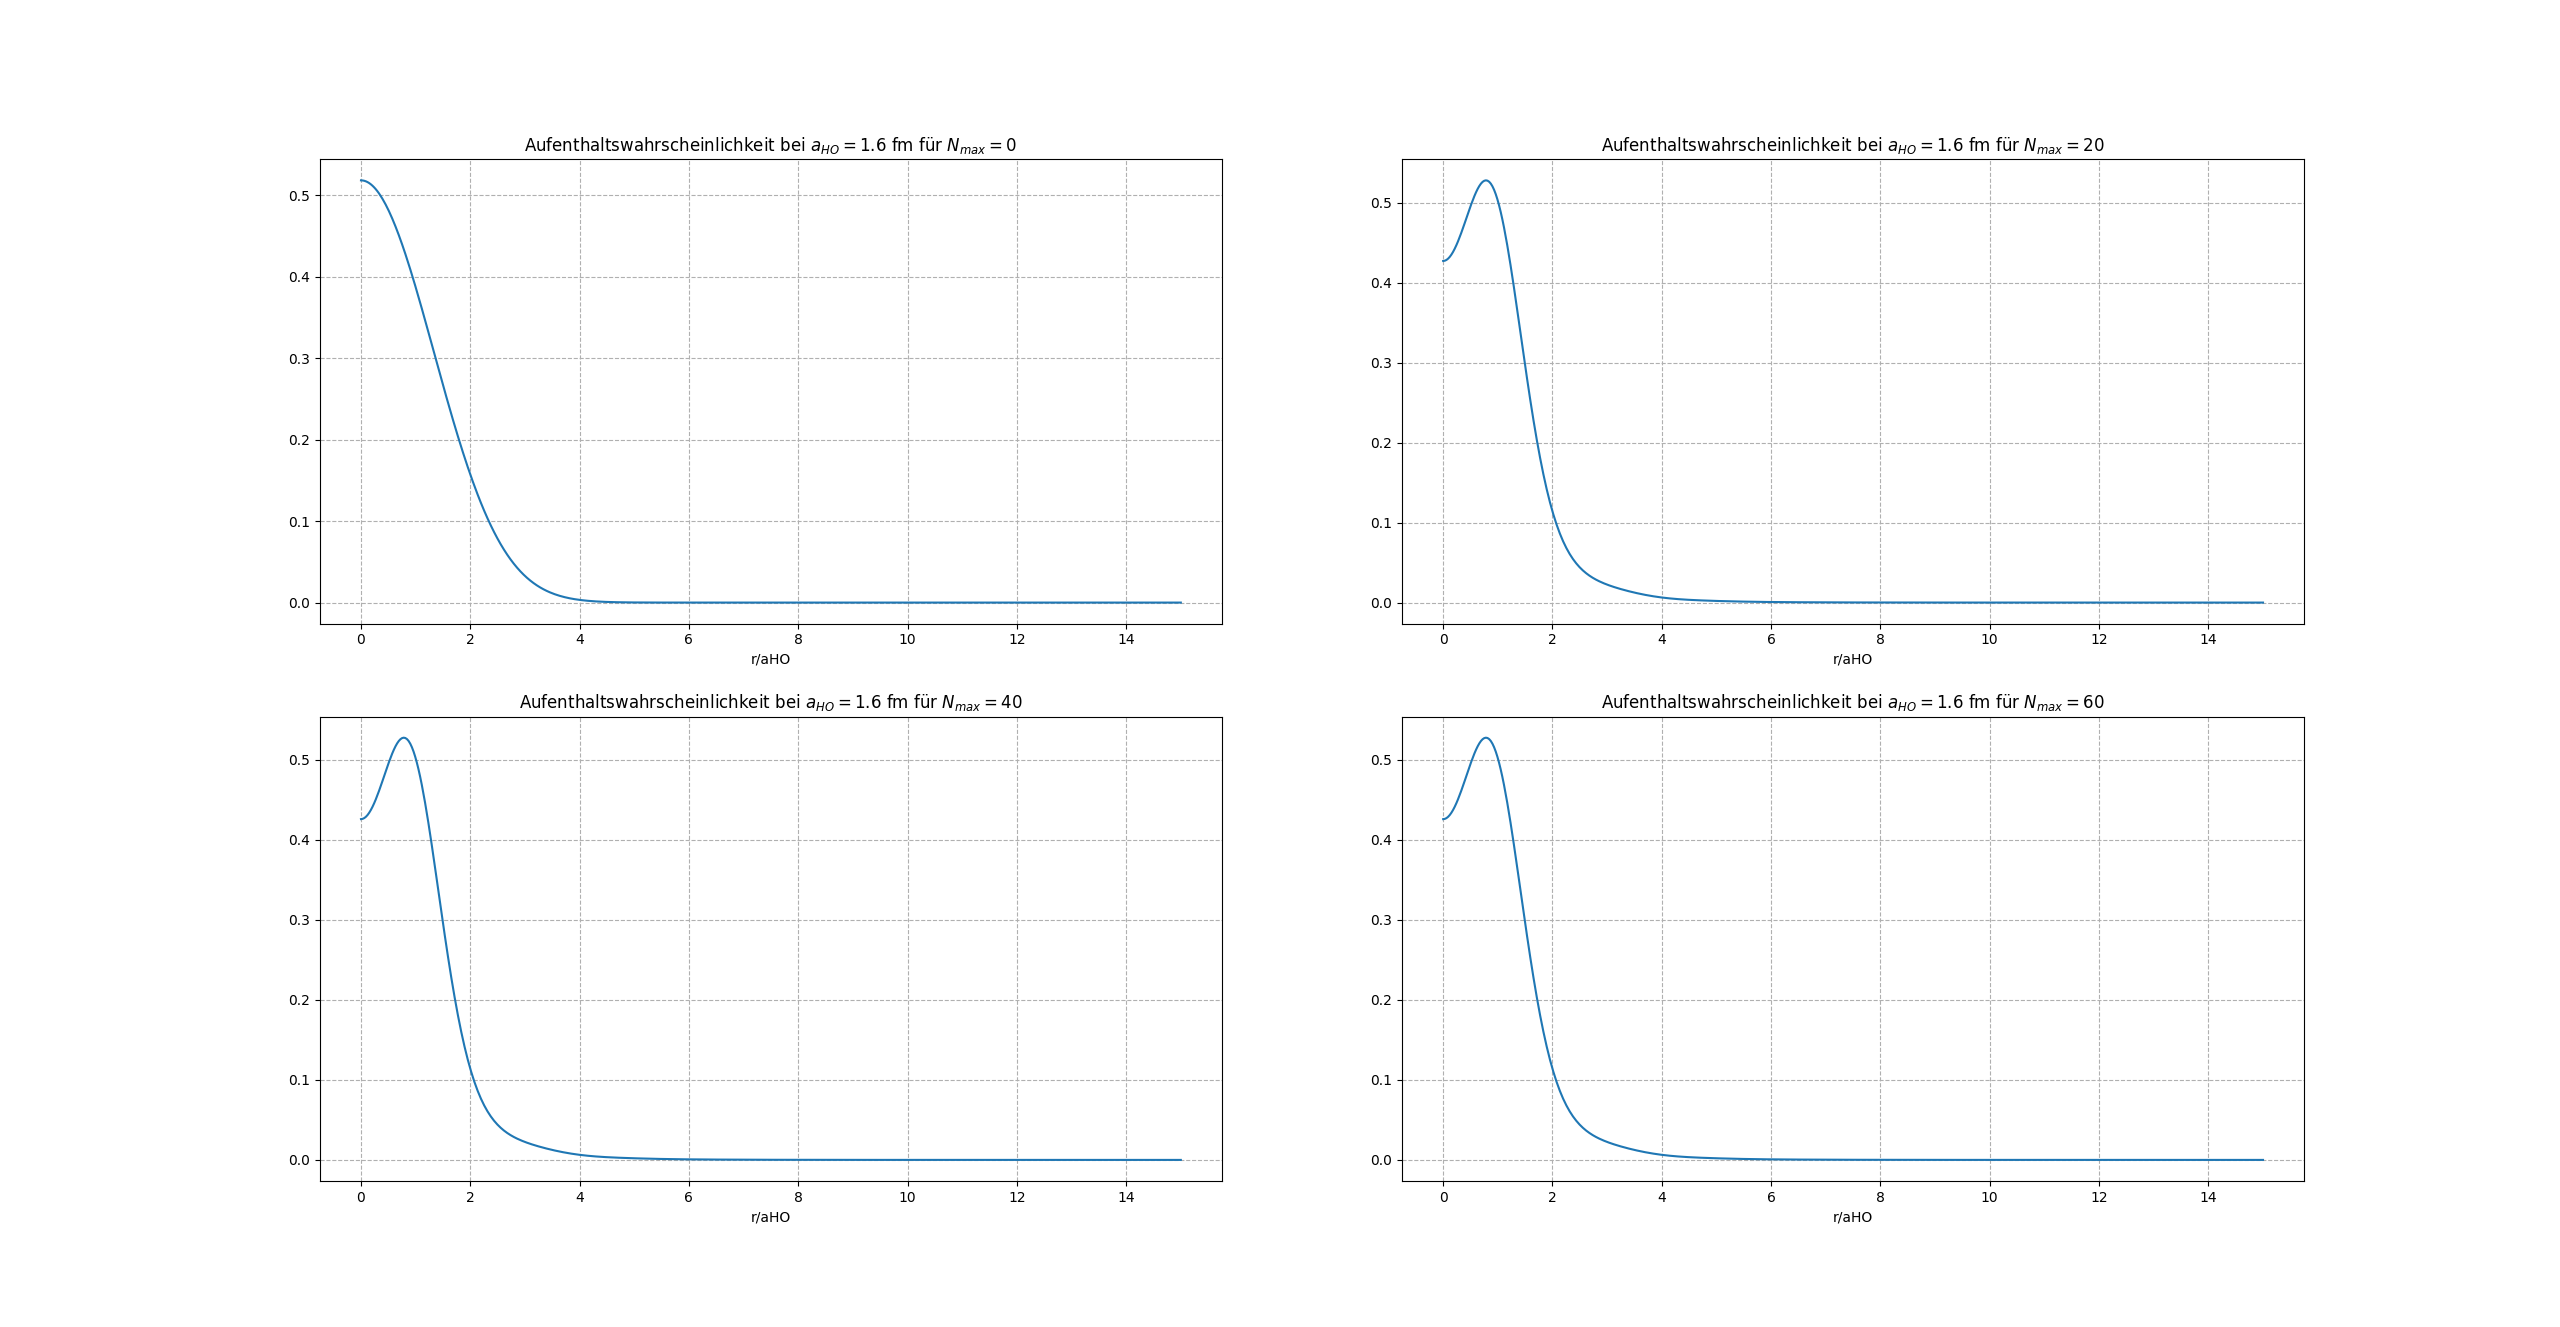 Aufenthaltswahrscheinlichkeit bei a_HO = 1.6 fm für N_max = 0
0.5
0.4
0.3
0.2
0.1
0.0
0 2 4 6 8 10 12 14
r/aHO
Aufenthaltswahrscheinlichkeit bei a_HO = 1.6 fm für N_max = 20
0.5
0.4
0.3
0.2
0.1
0.0
0 2 4 6 8 10 12 14
r/aHO
Aufenthaltswahrscheinlichkeit bei a_HO = 1.6 fm für N_max = 40
0.5
0.4
0.3
0.2
0.1
0.0
0 2 4 6 8 10 12 14
r/aHO
Aufenthaltswahrscheinlichkeit bei a_HO = 1.6 fm für N_max = 60
0.5
0.4
0.3
0.2
0.1
0.0
0 2 4 6 8 10 12 14
r/aHO